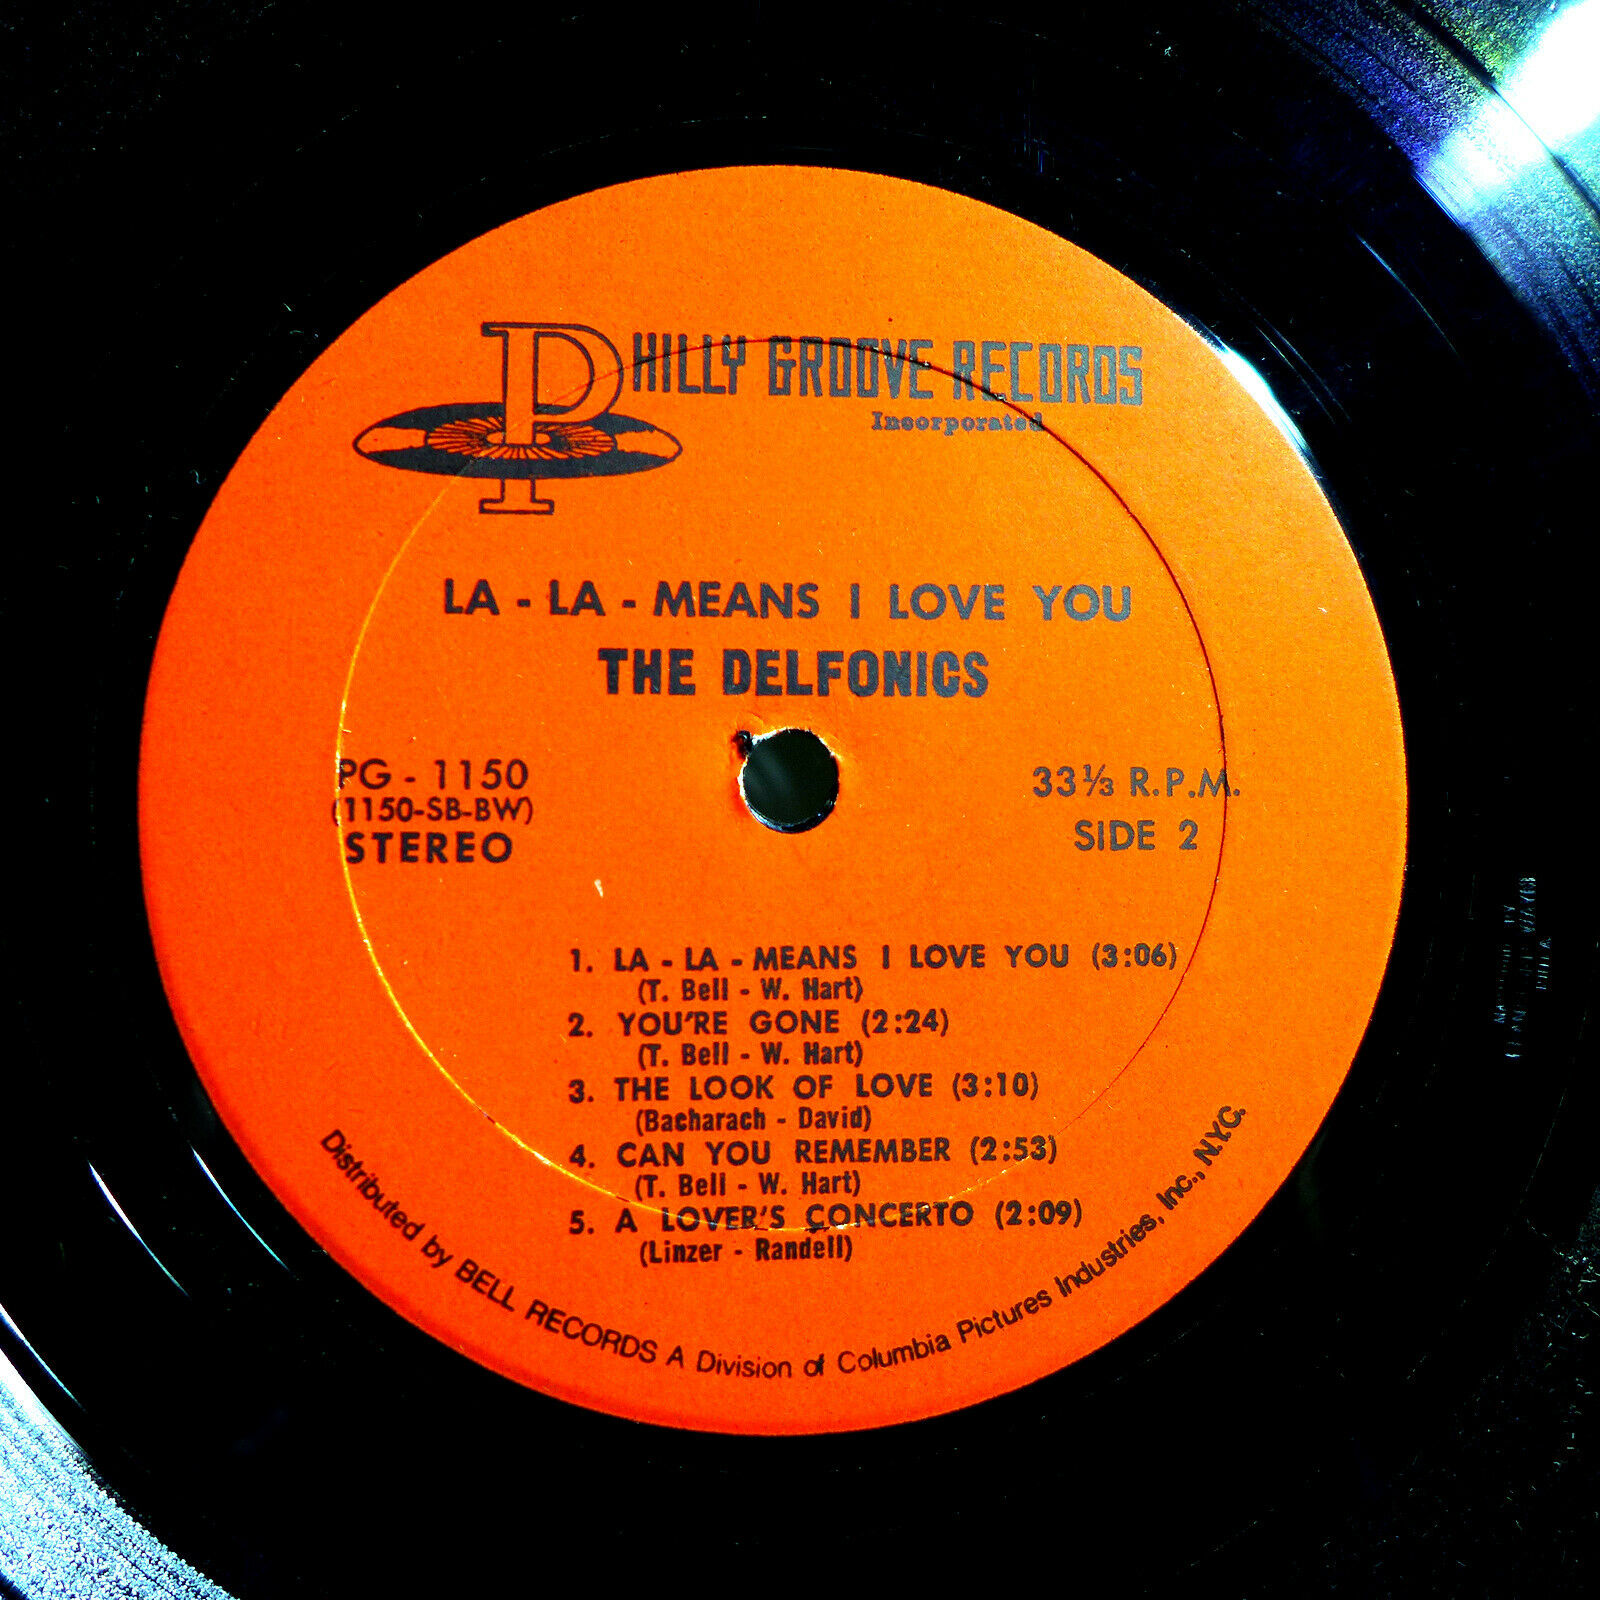 PHILLY GROOVE RECORDS
Incorporated
LA - LA - MEANS I LOVE YOU
THE DELFONICS
PG - 1150
(1150-SB-BW)
STEREO
33⅓ R.P.M.
SIDE 2
1. LA - LA - MEANS I LOVE YOU (3:06)
(T. Bell - W. Hart)
2. YOU'RE GONE (2:24)
(T. Bell - W. Hart)
3. THE LOOK OF LOVE (3:10)
(Bacharach - David)
4. CAN YOU REMEMBER (2:53)
(T. Bell - W. Hart)
5. A LOVER'S CONCERTO (2:09)
(Linzer - Randell)
Distributed by BELL RECORDS A Division of Columbia Pictures Industries, Inc., N.Y.C.